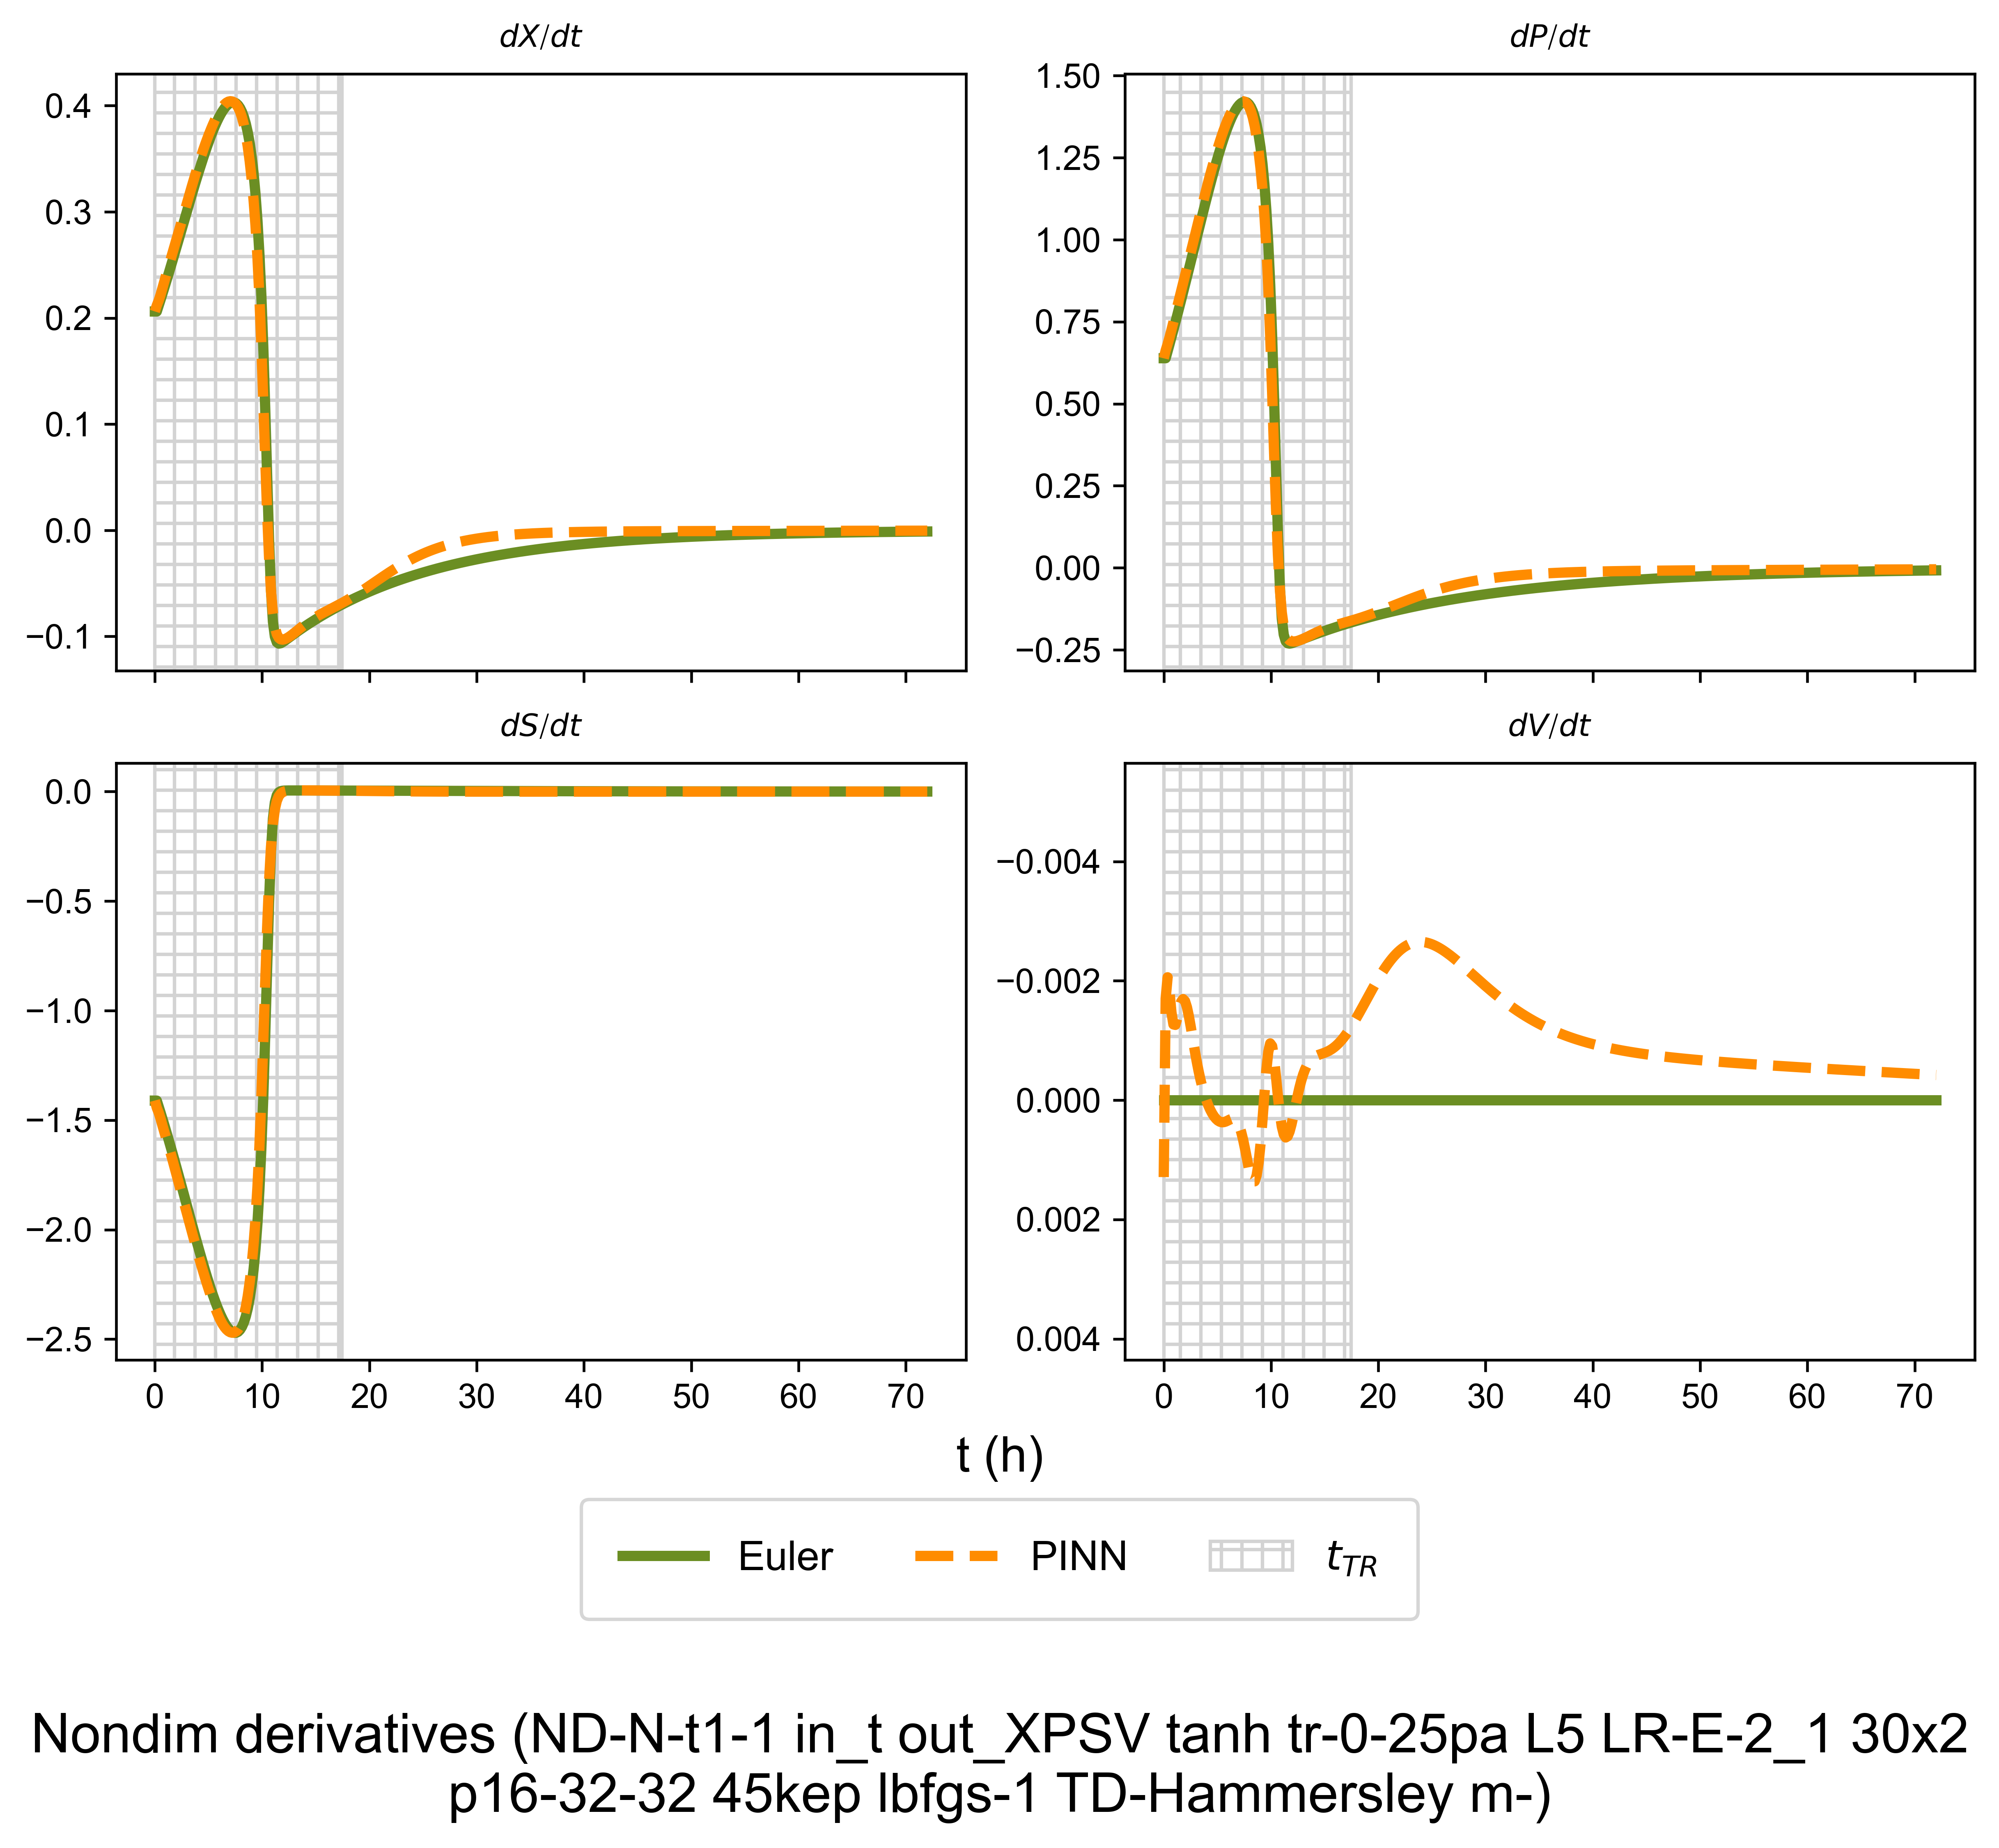 dX/dt
dP/dt
0.4
0.3
0.2
0.1
0.0
−0.1
1.50
1.25
1.00
0.75
0.50
0.25
0.00
−0.25
dS/dt
dV/dt
0.0
−0.5
−1.0
−1.5
−2.0
−2.5
0 10 20 30 40 50 60 70
−0.004
−0.002
0.000
0.002
0.004
0 10 20 30 40 50 60 70
t (h)
Euler PINN t_TR
Nondim derivatives (ND-N-t1-1 in_t out_XPSV tanh tr-0-25pa L5 LR-E-2_1 30x2
p16-32-32 45kep lbfgs-1 TD-Hammersley m-)